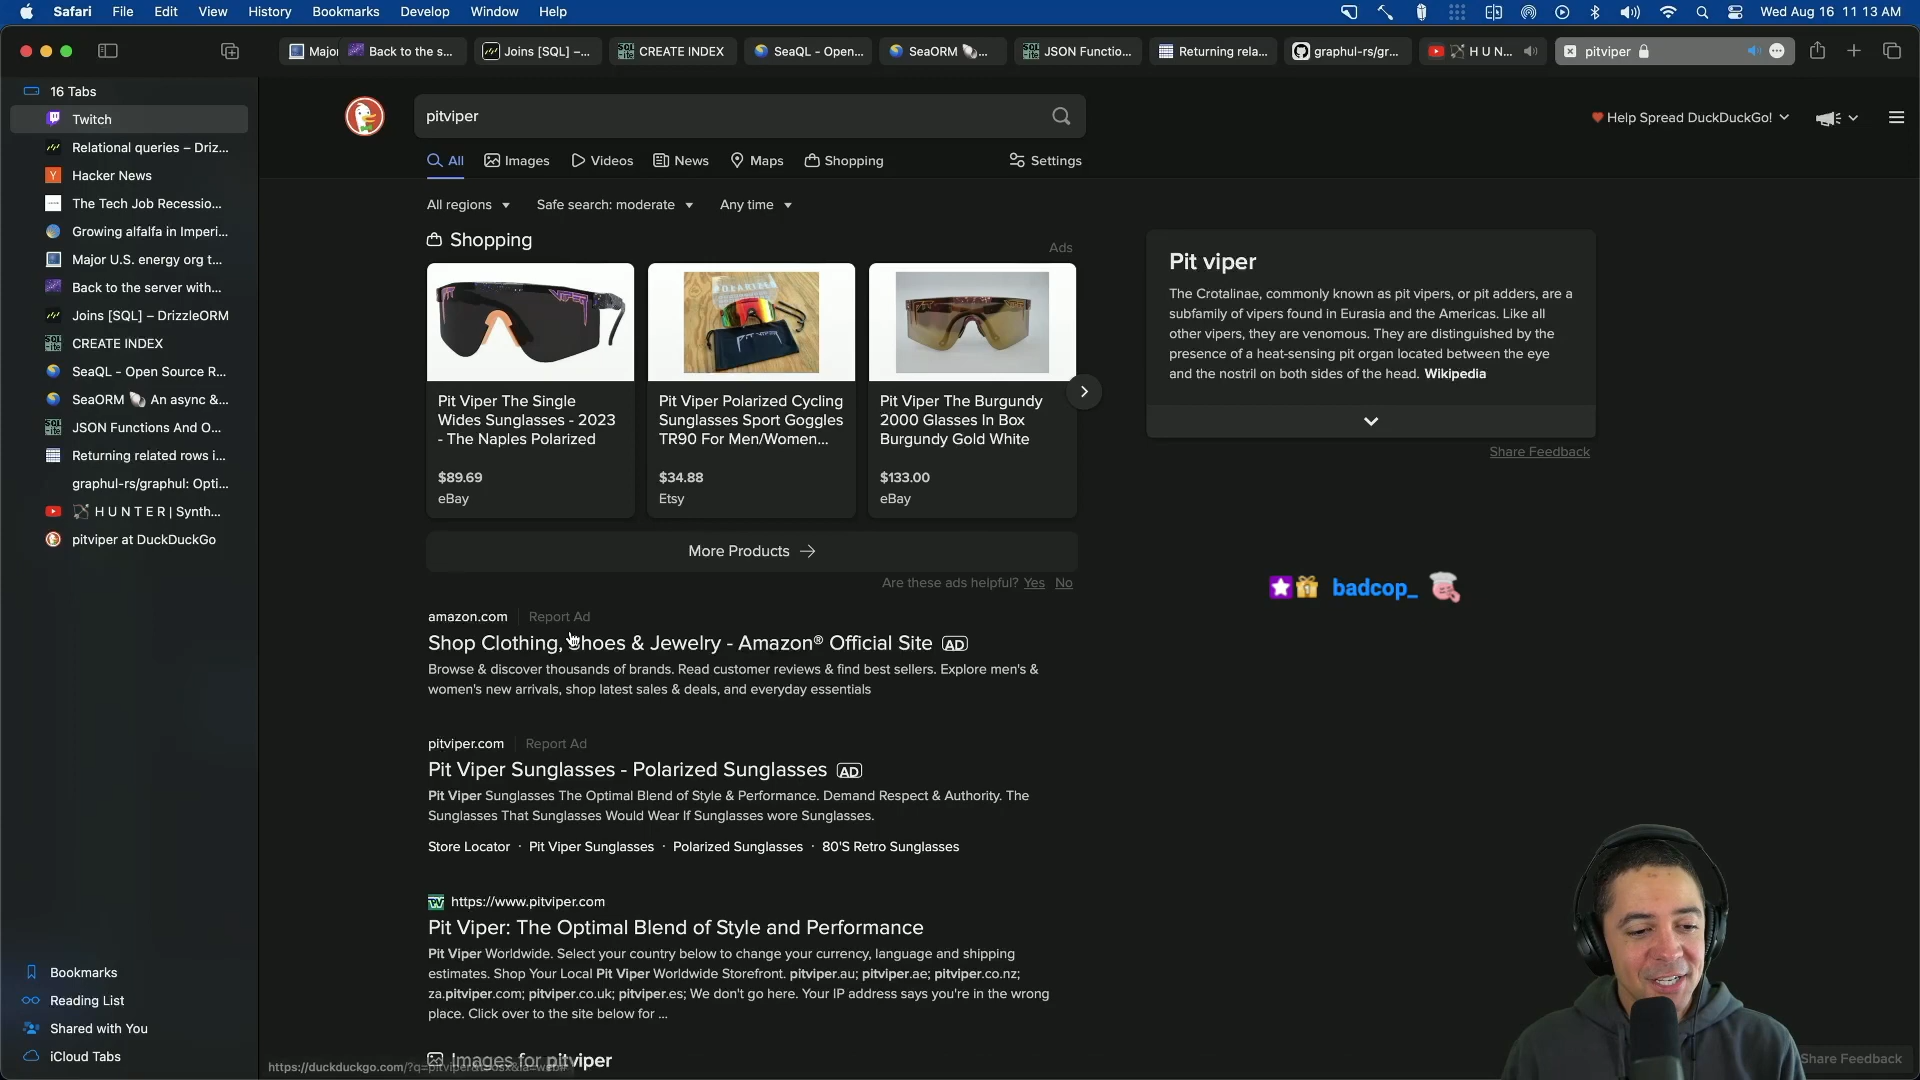 Safari File Edit View History Bookmarks Develop Window Help
Wed Aug 16 11 13 AM
Majo Back to the s... Joins [SQL] –... CREATE INDEX SeaQL - Open... SeaORM 🐚... JSON Functio... Returning rela... graphul-rs/gr... H U N... pitviper
16 Tabs
Twitch
Relational queries – Driz...
Hacker News
The Tech Job Recessio...
Growing alfalfa in Imperi...
Major U.S. energy org t...
Back to the server with...
Joins [SQL] – DrizzleORM
CREATE INDEX
SeaQL - Open Source R...
SeaORM 🐚 An async &...
JSON Functions And O...
Returning related rows i...
graphul-rs/graphul: Opti...
H U N T E R | Synth...
pitviper at DuckDuckGo
Bookmarks
Reading List
Shared with You
iCloud Tabs
pitviper
Help Spread DuckDuckGo!
All Images Videos News Maps Shopping Settings
All regions Safe search: moderate Any time
Shopping
Ads
Pit Viper The Single
Wides Sunglasses - 2023
- The Naples Polarized
$89.69
eBay
Pit Viper Polarized Cycling
Sunglasses Sport Goggles
TR90 For Men/Women...
$34.88
Etsy
Pit Viper The Burgundy
2000 Glasses In Box
Burgundy Gold White
$133.00
eBay
More Products
Are these ads helpful? Yes No
amazon.com Report Ad
Shop Clothing, Shoes & Jewelry - Amazon® Official Site AD
Browse & discover thousands of brands. Read customer reviews & find best sellers. Explore men's &
women's new arrivals, shop latest sales & deals, and everyday essentials
pitviper.com Report Ad
Pit Viper Sunglasses - Polarized Sunglasses AD
Pit Viper Sunglasses The Optimal Blend of Style & Performance. Demand Respect & Authority. The
Sunglasses That Sunglasses Would Wear If Sunglasses wore Sunglasses.
Store Locator · Pit Viper Sunglasses · Polarized Sunglasses · 80'S Retro Sunglasses
https://www.pitviper.com
Pit Viper: The Optimal Blend of Style and Performance
Pit Viper Worldwide. Select your country below to change your currency, language and shipping
estimates. Shop Your Local Pit Viper Worldwide Storefront. pitviper.au; pitviper.ae; pitviper.co.nz;
za.pitviper.com; pitviper.co.uk; pitviper.es; We don't go here. Your IP address says you're in the wrong
place. Click over to the site below for ...
Images for pitviper
Pit viper
The Crotalinae, commonly known as pit vipers, or pit adders, are a
subfamily of vipers found in Eurasia and the Americas. Like all
other vipers, they are venomous. They are distinguished by the
presence of a heat-sensing pit organ located between the eye
and the nostril on both sides of the head. Wikipedia
Share Feedback
badcop_
Share Feedback